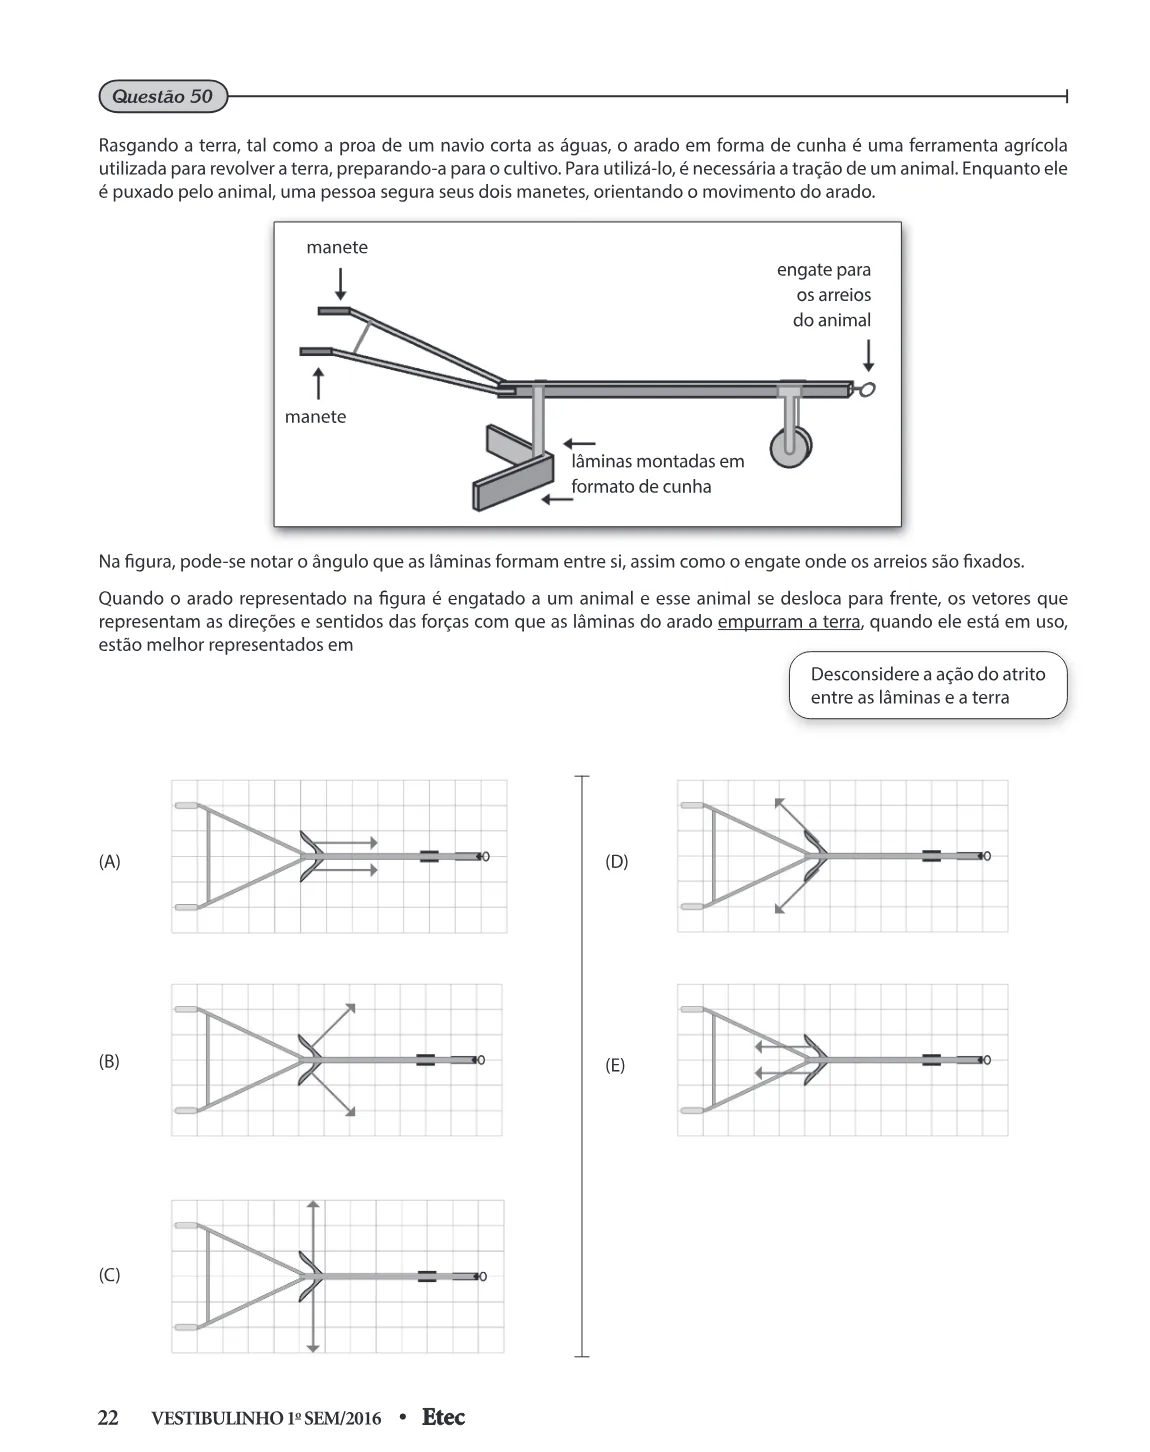 Questão 50
Rasgando a terra, tal como a proa de um navio corta as águas, o arado em forma de cunha é uma ferramenta agrícola
utilizada para revolver a terra, preparando-a para o cultivo. Para utilizá-lo, é necessária a tração de um animal. Enquanto ele
é puxado pelo animal, uma pessoa segura seus dois manetes, orientando o movimento do arado.
manete
engate para
os arreios
do animal
manete
lâminas montadas em
formato de cunha
Na figura, pode-se notar o ângulo que as lâminas formam entre si, assim como o engate onde os arreios são fixados.
Quando o arado representado na figura é engatado a um animal e esse animal se desloca para frente, os vetores que
representam as direções e sentidos das forças com que as lâminas do arado empurram a terra, quando ele está em uso,
estão melhor representados em
Desconsidere a ação do atrito
entre as lâminas e a terra
(A)
(B)
(C)
(D)
(E)
22 VESTIBULINHO 1º SEM/2016 • Etec